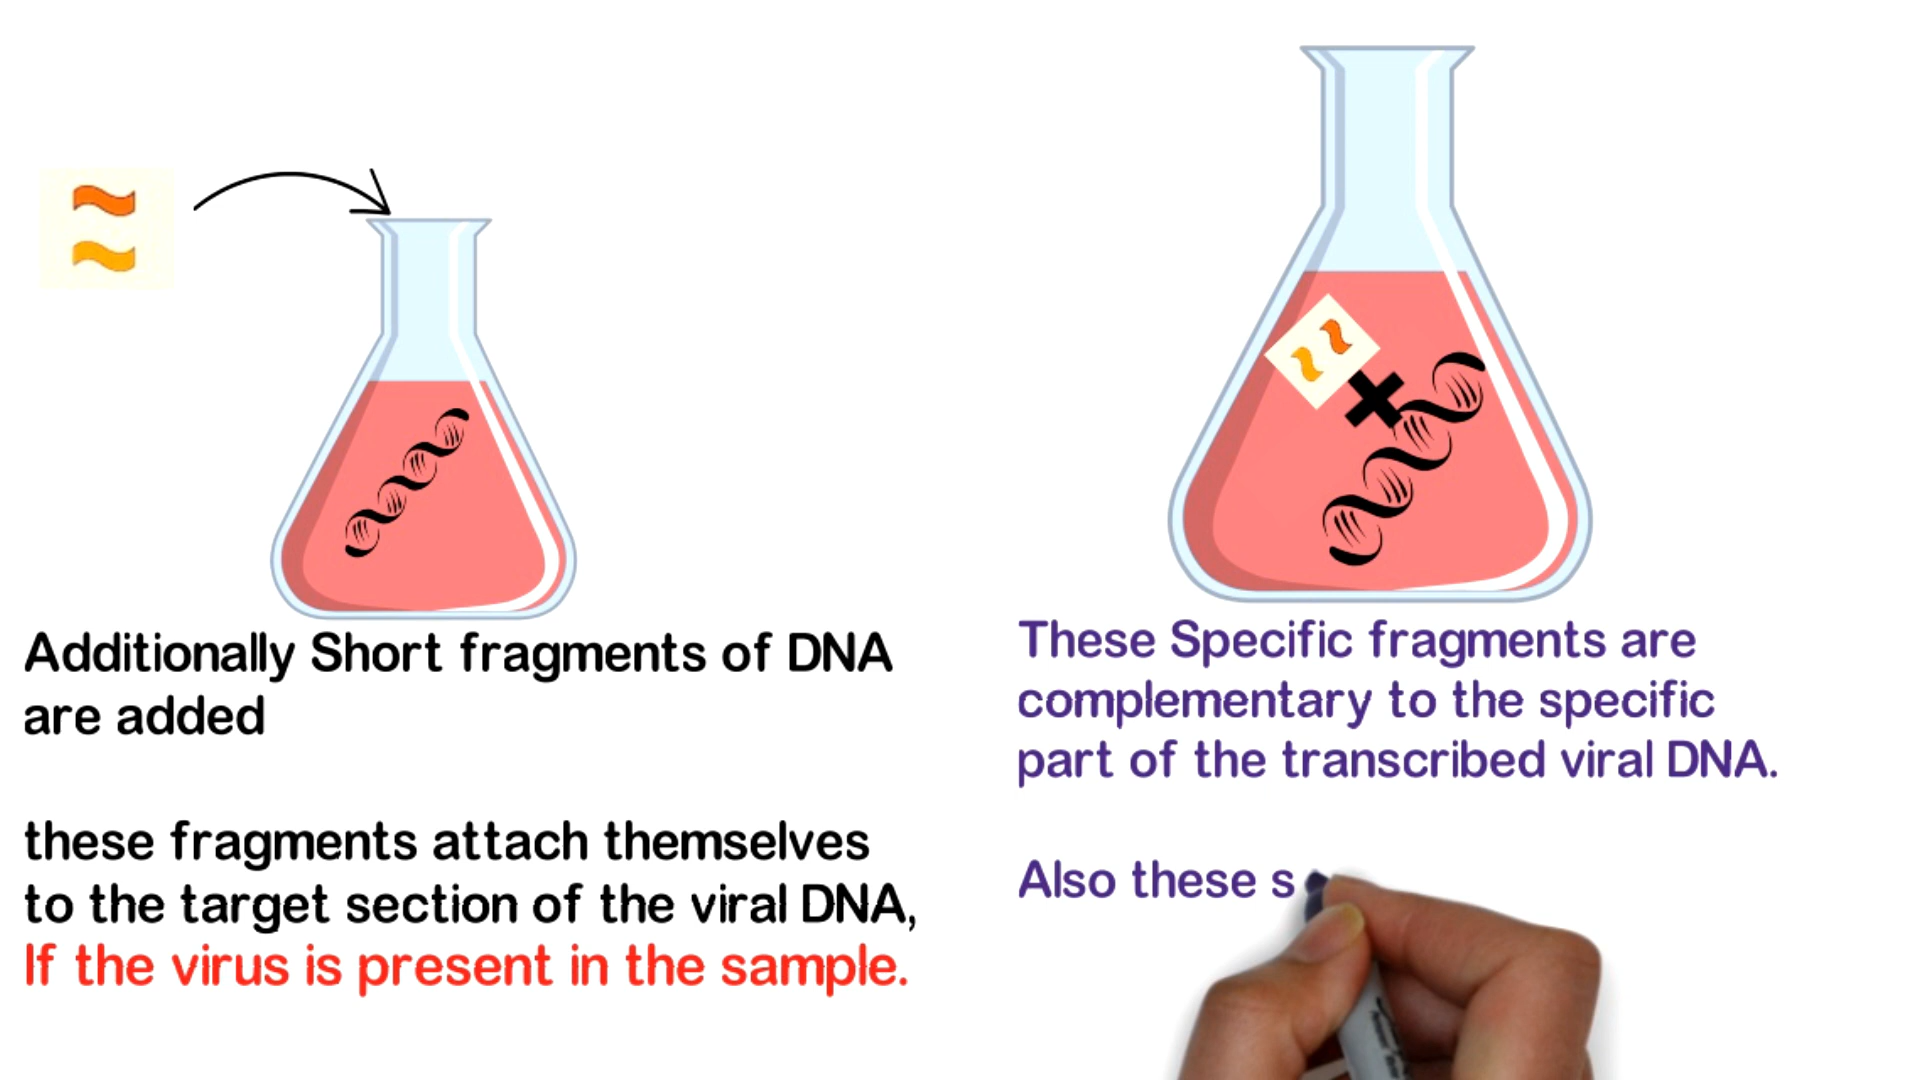 Additionally Short fragments of DNA
are added
these fragments attach themselves
to the target section of the viral DNA,
If the virus is present in the sample.
These Specific fragments are
complementary to the specific
part of the transcribed viral DNA.
Also these s